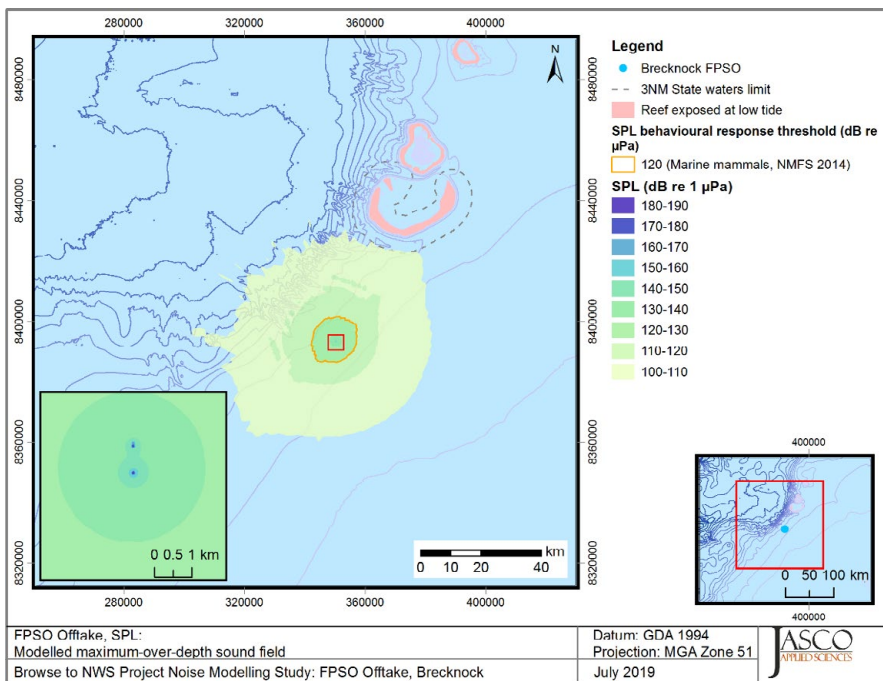 280000 320000 360000 400000
8480000
8440000
8400000
8360000
8320000
8480000
8440000
8400000
8360000
8320000
N
0 0.5 1 km
km
0 10 20 40
280000 320000 360000 400000
Legend
Brecknock FPSO
3NM State waters limit
Reef exposed at low tide
SPL behavioural response threshold (dB re
µPa)
120 (Marine mammals, NMFS 2014)
SPL (dB re 1 µPa)
180-190
170-180
160-170
150-160
140-150
130-140
120-130
110-120
100-110
400000
8400000
8400000
0 50 100 km
400000
FPSO Offtake, SPL:
Modelled maximum-over-depth sound field
Browse to NWS Project Noise Modelling Study: FPSO Offtake, Brecknock
Datum: GDA 1994
Projection: MGA Zone 51
July 2019
JASCO
APPLIED SCIENCES